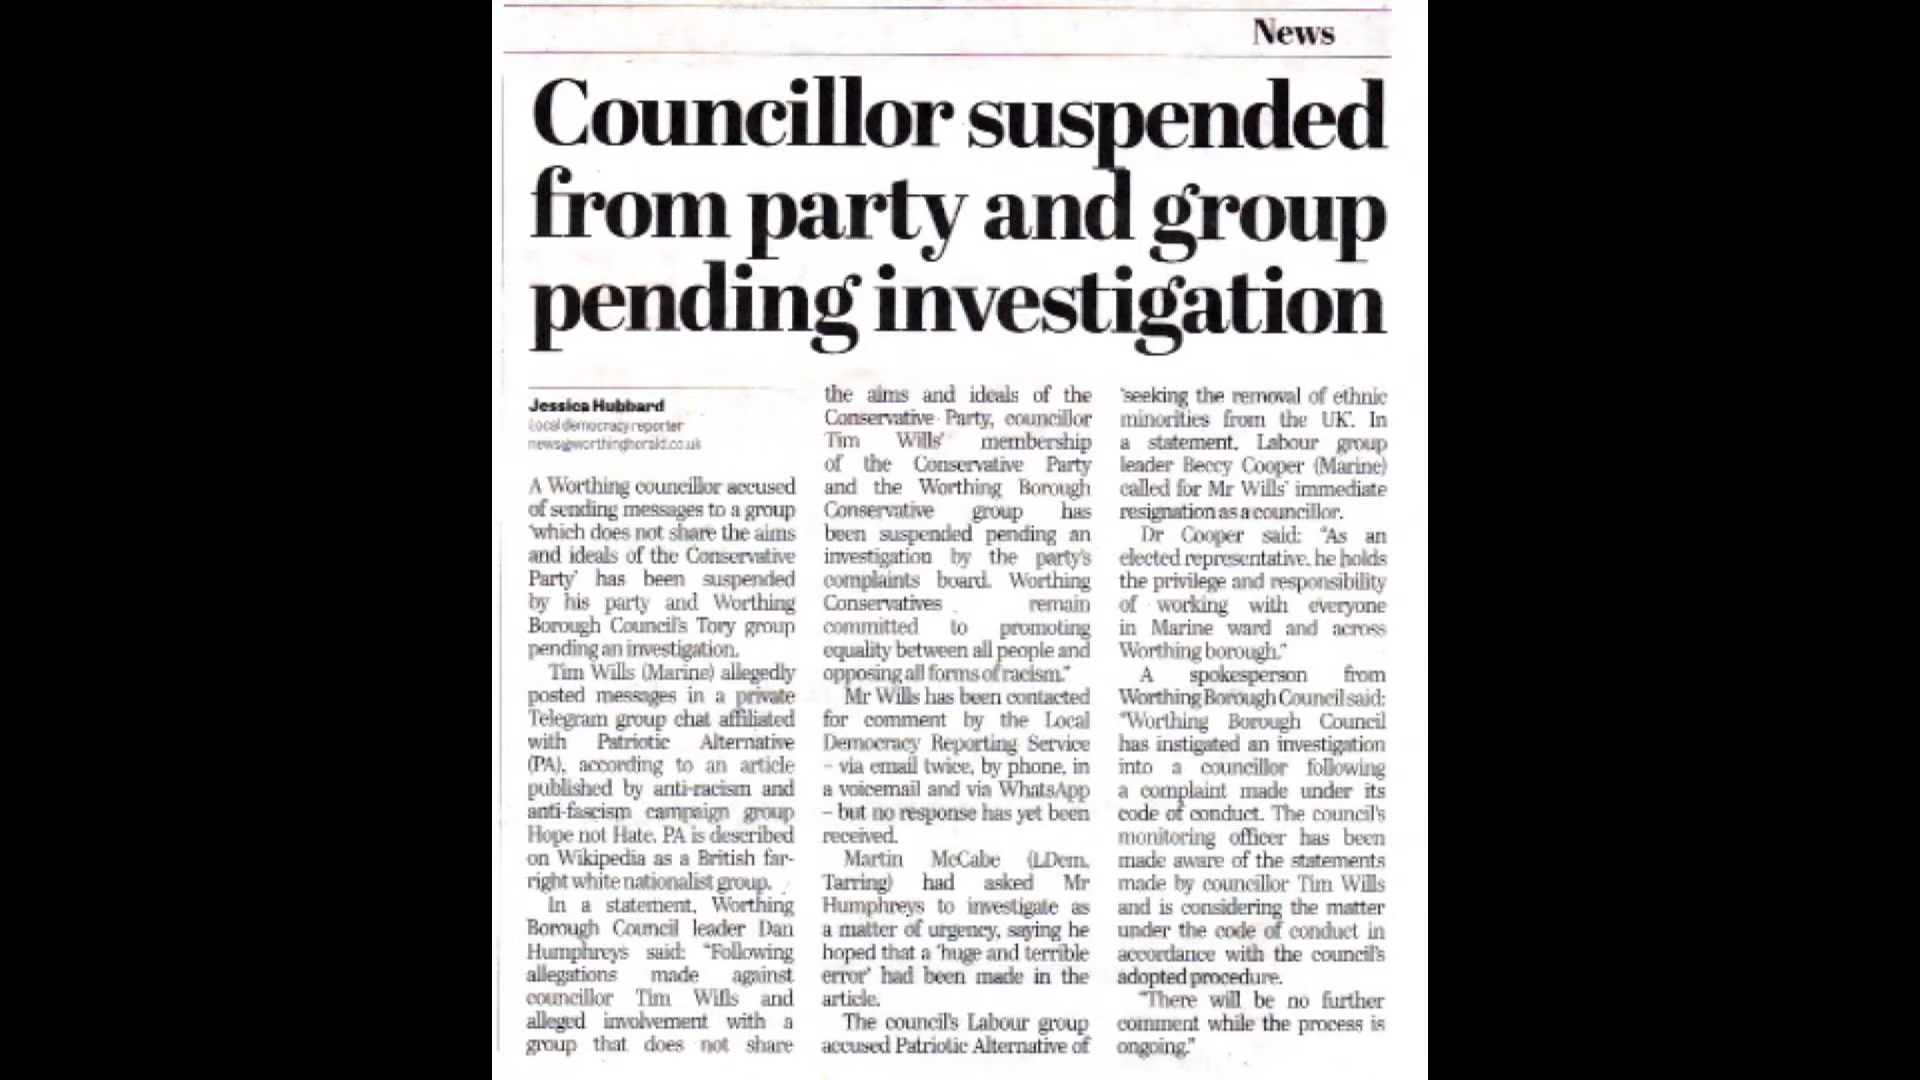 News
Councillor suspended
from party and group
pending investigation
Jessica Hubbard
Local democracy reporter
news@worthingherald.co.uk
A Worthing councillor accused
of sending messages to a group
'which does not share the aims
and ideals of the Conservative
Party' has been suspended
by his party and Worthing
Borough Council's Tory group
pending an investigation.
Tim Wills (Marine) allegedly
posted messages in a private
Telegram group chat affiliated
with Patriotic Alternative
(PA), according to an article
published by anti-racism and
anti-fascism campaign group
Hope not Hate. PA is described
on Wikipedia as a British far-
right white nationalist group.
In a statement, Worthing
Borough Council leader Dan
Humphreys said: "Following
allegations made against
councillor Tim Wills and
alleged involvement with a
group that does not share
the aims and ideals of the
Conservative Party, councillor
Tim Wills' membership
of the Conservative Party
and the Worthing Borough
Conservative group has
been suspended pending an
investigation by the party's
complaints board. Worthing
Conservatives remain
committed to promoting
equality between all people and
opposing all forms of racism."
Mr Wills has been contacted
for comment by the Local
Democracy Reporting Service
– via email twice, by phone, in
a voicemail and via WhatsApp
– but no response has yet been
received.
Martin McCabe (LDem,
Tarring) had asked Mr
Humphreys to investigate as
a matter of urgency, saying he
hoped that a 'huge and terrible
error' had been made in the
article.
The council's Labour group
accused Patriotic Alternative of
'seeking the removal of ethnic
minorities from the UK'. In
a statement, Labour group
leader Beccy Cooper (Marine)
called for Mr Wills' immediate
resignation as a councillor.
Dr Cooper said: "As an
elected representative, he holds
the privilege and responsibility
of working with everyone
in Marine ward and across
Worthing borough."
A spokesperson from
Worthing Borough Council said:
"Worthing Borough Council
has instigated an investigation
into a councillor following
a complaint made under its
code of conduct. The council's
monitoring officer has been
made aware of the statements
made by councillor Tim Wills
and is considering the matter
under the code of conduct in
accordance with the council's
adopted procedure.
"There will be no further
comment while the process is
ongoing."